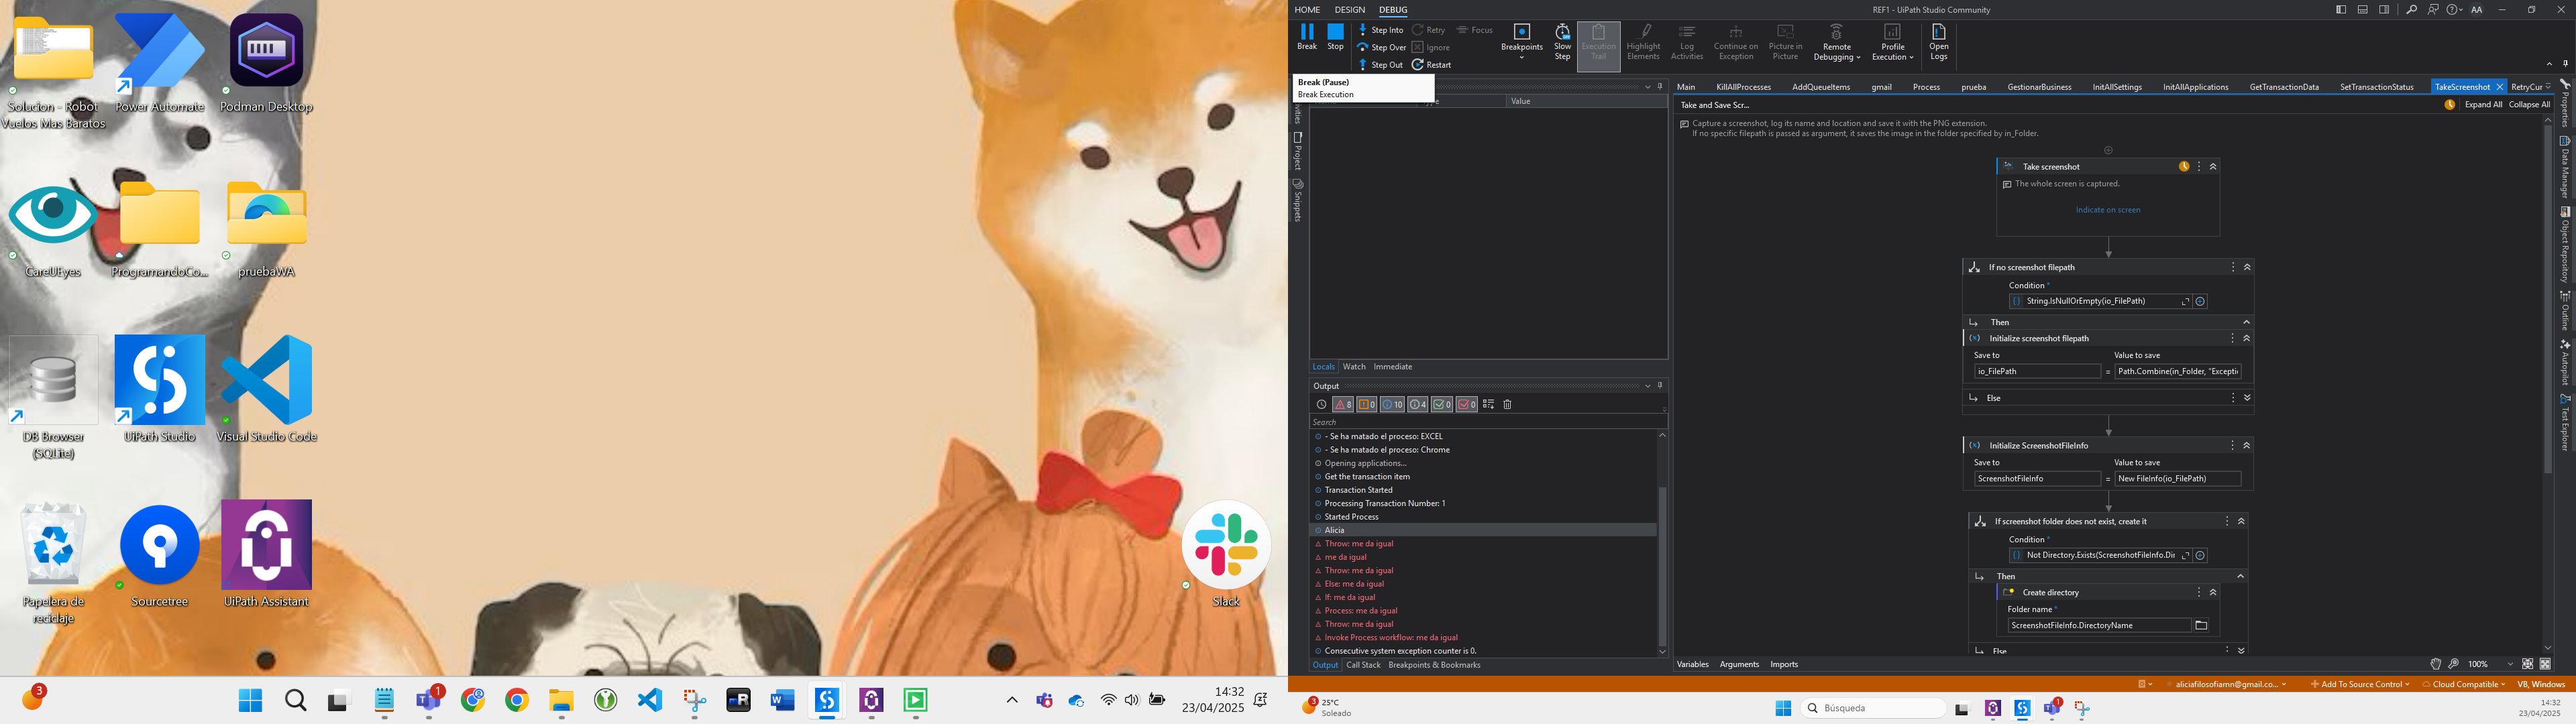 Solucion - Robot
Vuelos Mas Baratos
Power Automate
Podman Desktop
CareUEyes
ProgramandoCo...
pruebaWA
DB Browser
(SQLite)
UiPath Studio
Visual Studio Code
Papelera de
reciclaje
Sourcetree
UiPath Assistant
Slack
3
1
14:32
23/04/2025
HOME DESIGN DEBUG
REF1 - UiPath Studio Community
AA
Break
Stop
Step Into
Step Over
Step Out
Retry
Ignore
Restart
Focus
Breakpoints
Slow
Step
Execution
Trail
Highlight
Elements
Log
Activities
Continue on
Exception
Picture in
Picture
Remote
Debugging
Profile
Execution
Open
Logs
Break (Pause)
Break Execution
Value
Project
Snippets
Locals Watch Immediate
Output
8 0 10 4 0 0
Search
- Se ha matado el proceso: EXCEL
- Se ha matado el proceso: Chrome
Opening applications...
Get the transaction item
Transaction Started
Processing Transaction Number: 1
Started Process
Alicia
Throw: me da igual
me da igual
Throw: me da igual
Else: me da igual
If: me da igual
Process: me da igual
Throw: me da igual
Invoke Process workflow: me da igual
Consecutive system exception counter is 0.
Output Call Stack Breakpoints & Bookmarks
Main KillAllProcesses AddQueueItems gmail Process prueba GestionarBusiness InitAllSettings InitAllApplications GetTransactionData SetTransactionStatus TakeScreenshot RetryCur
Take and Save Scr...
Expand All Collapse All
Capture a screenshot, log its name and location and save it with the PNG extension.
If no specific filepath is passed as argument, it saves the image in the folder specified by in_Folder.
Take screenshot
The whole screen is captured.
Indicate on screen
If no screenshot filepath
Condition *
String.IsNullOrEmpty(io_FilePath)
Then
Initialize screenshot filepath
Save to Value to save
io_FilePath = Path.Combine(in_Folder, "Excepti
Else
Initialize ScreenshotFileInfo
Save to Value to save
ScreenshotFileInfo = New FileInfo(io_FilePath)
If screenshot folder does not exist, create it
Condition *
Not Directory.Exists(ScreenshotFileInfo.Dir
Then
Create directory
Folder name *
ScreenshotFileInfo.DirectoryName
Else
Variables Arguments Imports
100%
Properties
Data Manager
Object Repository
Outline
Autopilot
Test Explorer
aliciafilosofiamn@gmail.co...
Add To Source Control
Cloud Compatible
VB, Windows
3
25°C
Soleado
Búsqueda
1
14:32
23/04/2025